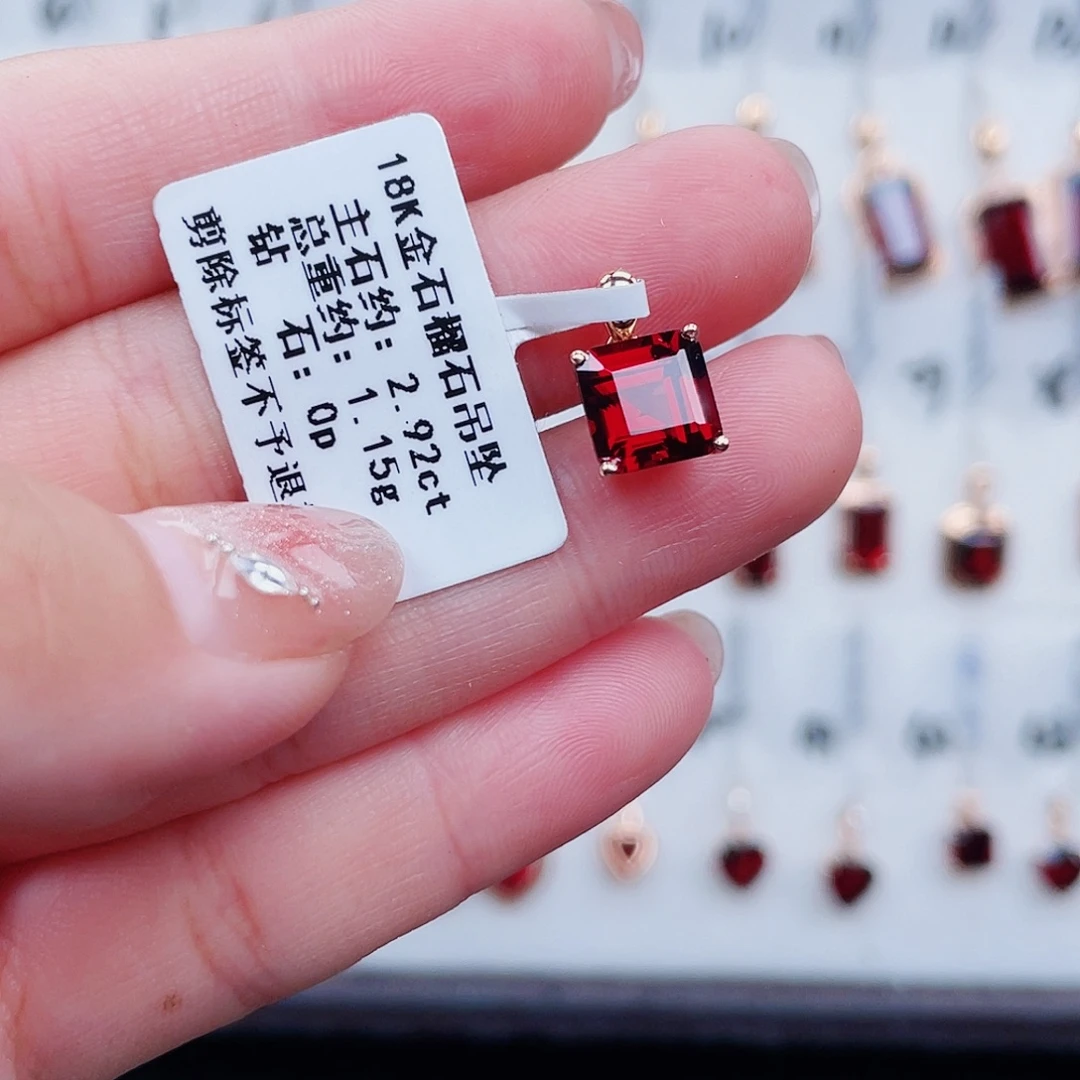 18K金石榴石吊坠
主石约: 2.92ct
总重约: 1.15g
钻 石: 0p
剪除标签不予退